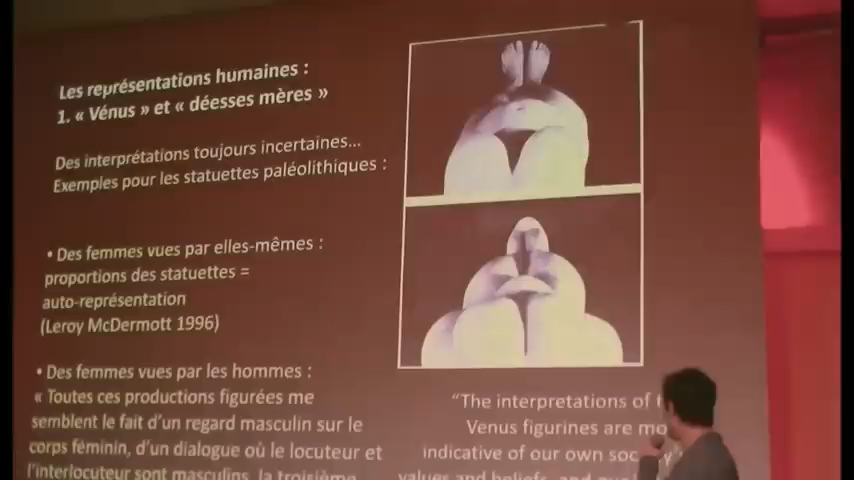 Les représentations humaines :
1. « Vénus » et « déesses mères »
Des interprétations toujours incertaines...
Exemples pour les statuettes paléolithiques :
• Des femmes vues par elles-mêmes :
proportions des statuettes =
auto-représentation
(Leroy McDermott 1996)
• Des femmes vues par les hommes :
« Toutes ces productions figurées me
semblent le fait d'un regard masculin sur le
corps féminin, d'un dialogue où le locuteur et
l'interlocuteur sont masculins, la troisième
"The interpretations of
Venus figurines are
indicative of our own
values and beliefs, and